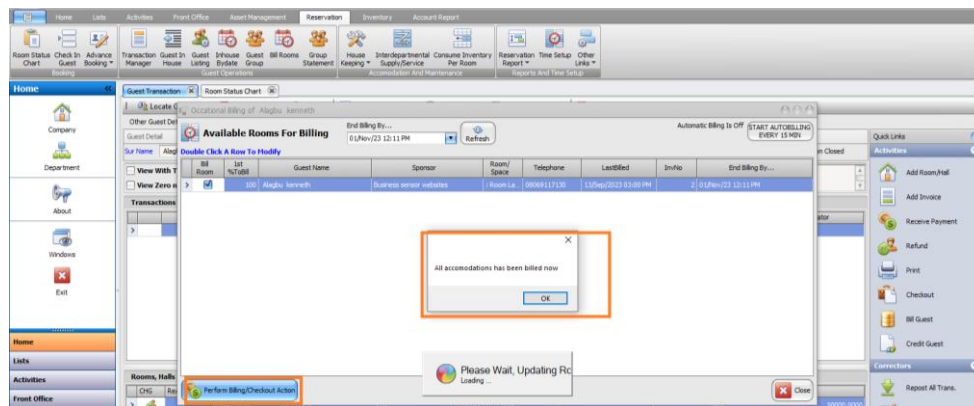 Home Lists Activities Front Office Asset Management Reservation Inventory Account Report
Room Status Chart
Check In Guest
Advance Booking
Transaction Manager
Guest In House
Guest Listing
Inhouse Bydate
Guest Group
Bill Rooms
Group Statement
House Keeping
Interdepartmental Supply/Service
Consume Inventory Per Room
Reservation Report
Time Setup
Other Links
Booking
Guest Operations
Accomodation And Maintenance
Reports And Time Setup
Home
Company
Department
About
Windows
Exit
Home
Lists
Activities
Front Office
Guest Transaction
Room Status Chart
Locate G
Other Guest Det
Guest Detail
Sur Name Alagb
View With T
View Zero
Transactions
Rooms, Halls
CHG
Occational Billing of Alagbu kenneth
Available Rooms For Billing
End Billing By...
01/Nov/23 12:11 PM
Refresh
Automatic Billing Is Off
START AUTOBILLING EVERY 15 MIN
Double Click A Row To Modify
Bill Room 1st %ToBill Guest Name Sponsor Room/Space Telephone LastBilled InvNo End Billing By...
100 Alagbu kenneth Business sensor websites : Room La... 08069117130 13/Sep/2023 03:00 PM 2 01/Nov/23 12:11 PM
All accomodations has been billed now
OK
Please Wait, Updating Rc
Loading ...
Perform Billing/Checkout Action
Close
n Closed
ator
Quick Links
Activities
Add Room/Hall
Add Invoice
Receive Payment
Refund
Print
Checkout
Bill Guest
Credit Guest
Correctors
Repost All Trans.